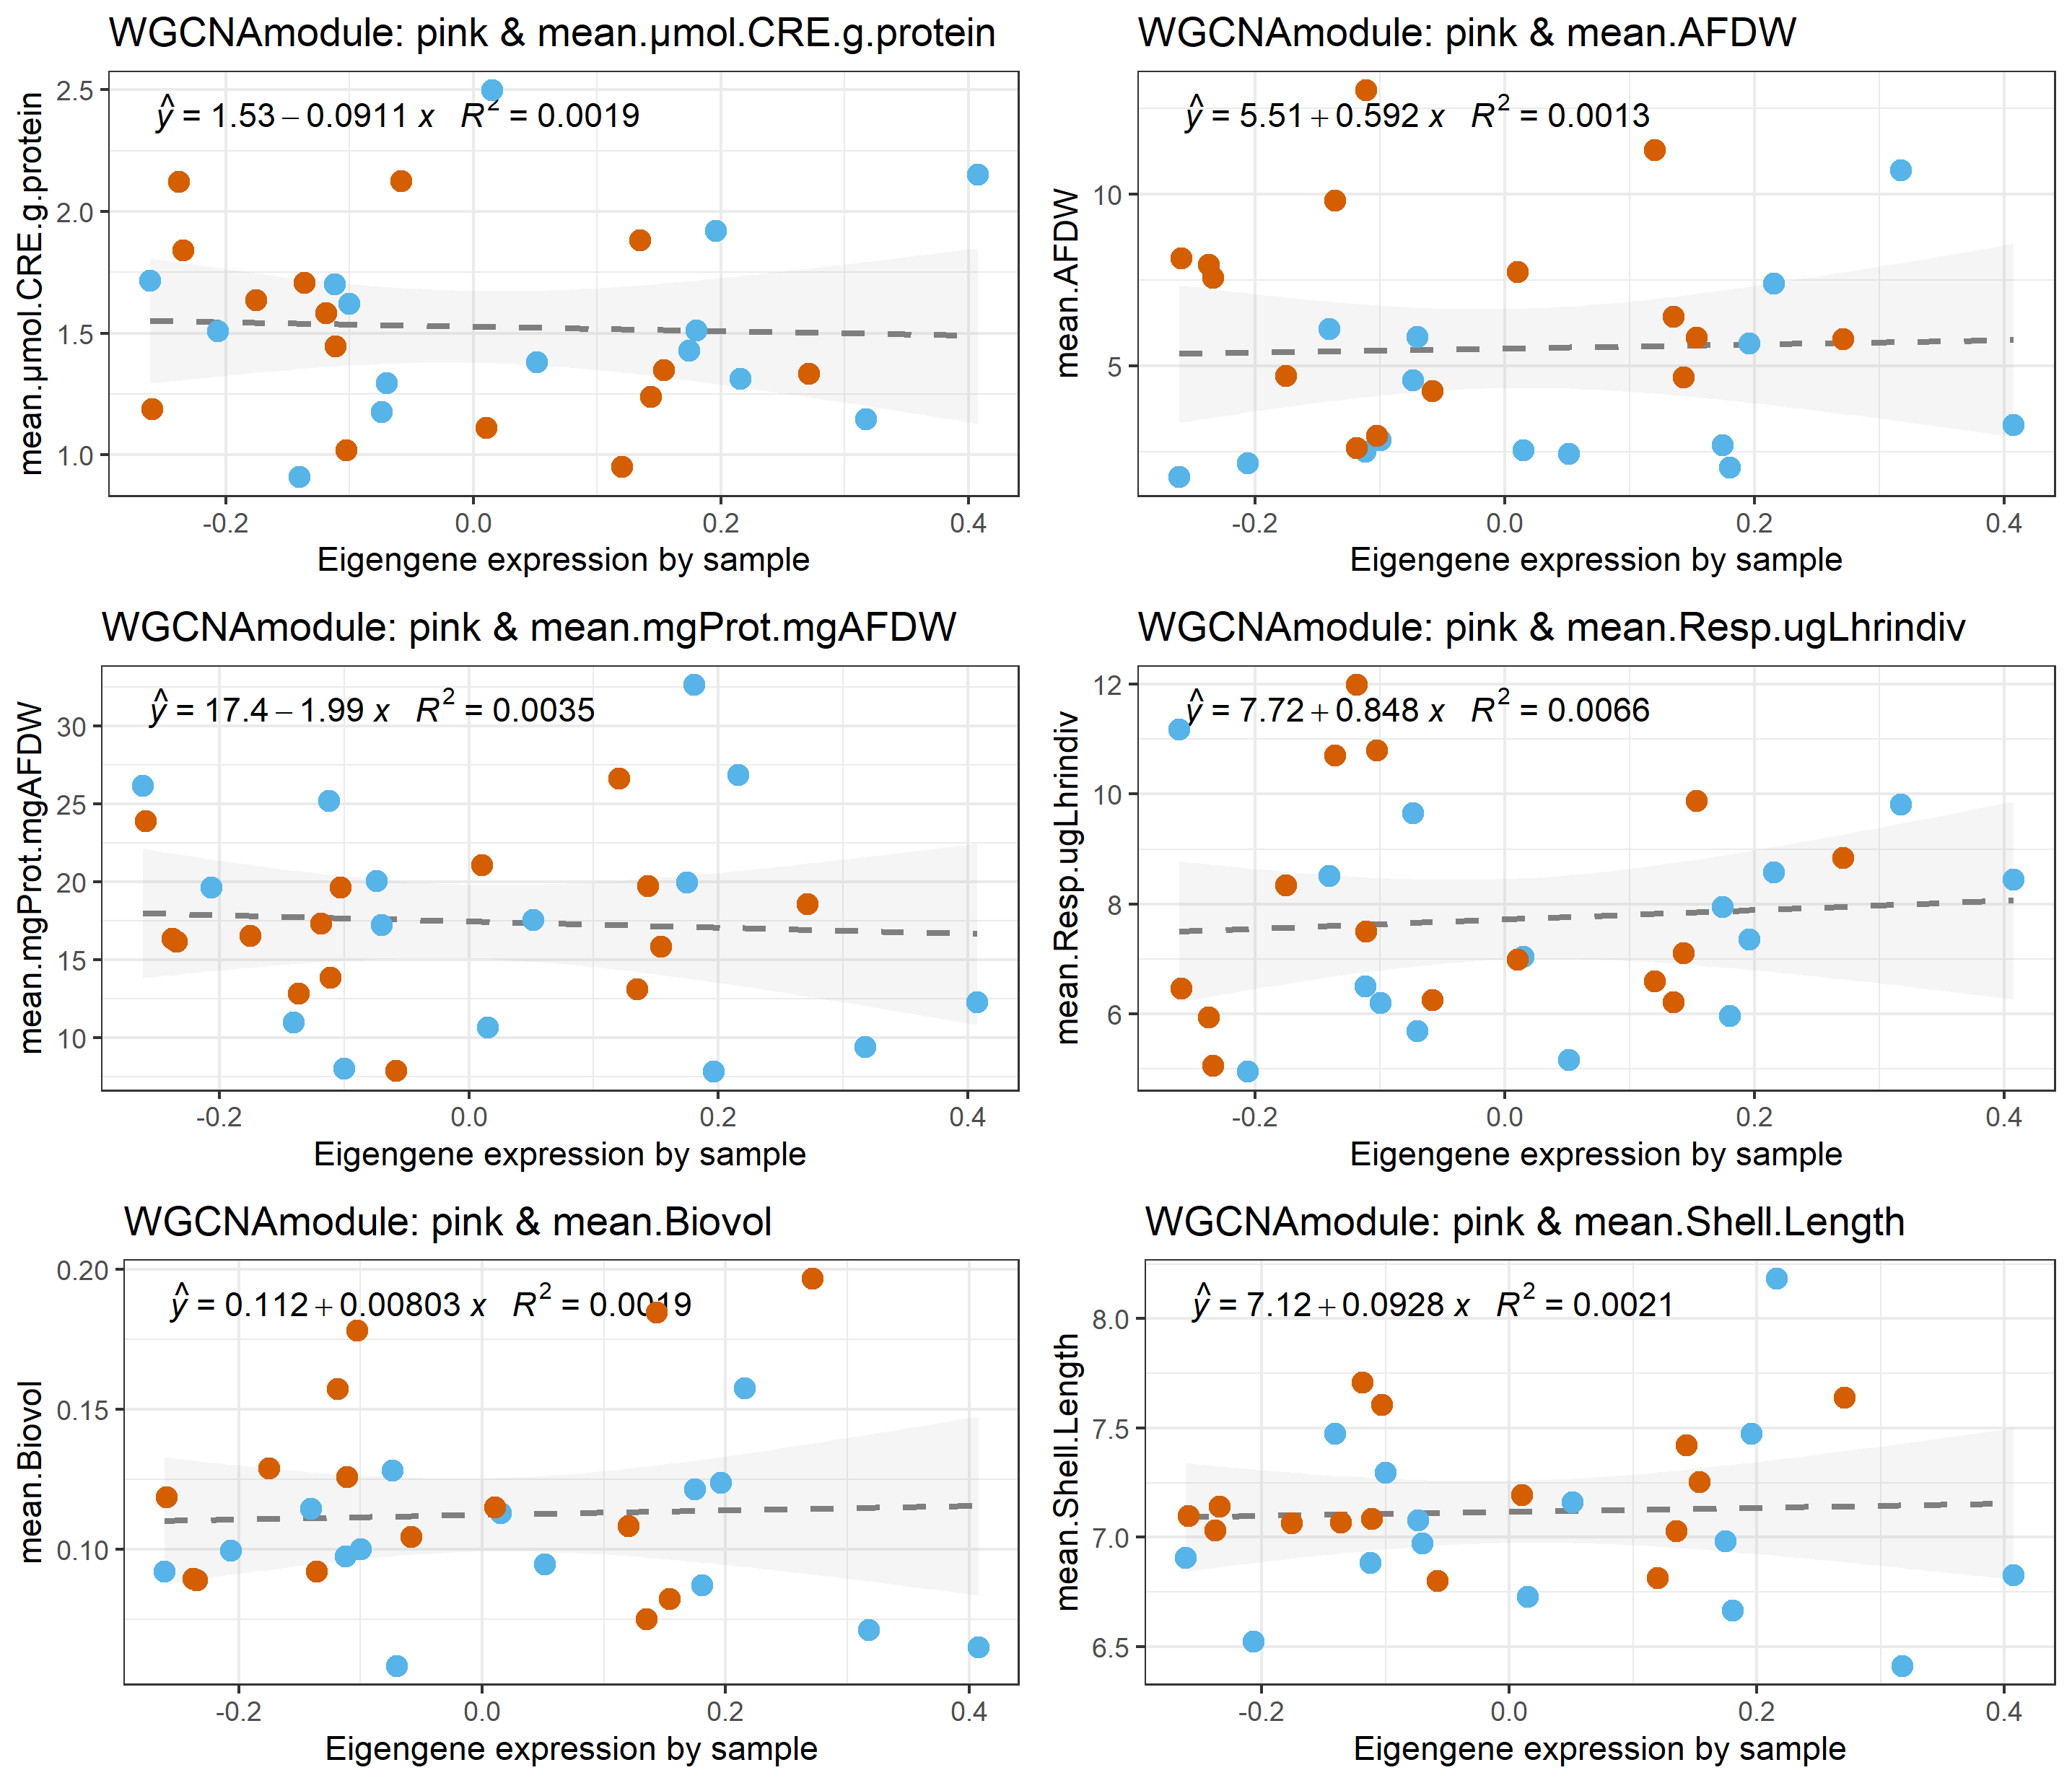 WGCNAmodule: pink & mean.µmol.CRE.g.protein
ŷ = 1.53 − 0.0911 x R² = 0.0019
mean.µmol.CRE.g.protein
2.5
2.0
1.5
1.0
-0.2 0.0 0.2 0.4
Eigengene expression by sample
WGCNAmodule: pink & mean.AFDW
ŷ = 5.51 + 0.592 x R² = 0.0013
mean.AFDW
10
5
-0.2 0.0 0.2 0.4
Eigengene expression by sample
WGCNAmodule: pink & mean.mgProt.mgAFDW
ŷ = 17.4 − 1.99 x R² = 0.0035
mean.mgProt.mgAFDW
30
25
20
15
10
-0.2 0.0 0.2 0.4
Eigengene expression by sample
WGCNAmodule: pink & mean.Resp.ugLhrindiv
ŷ = 7.72 + 0.848 x R² = 0.0066
mean.Resp.ugLhrindiv
12
10
8
6
-0.2 0.0 0.2 0.4
Eigengene expression by sample
WGCNAmodule: pink & mean.Biovol
ŷ = 0.112 + 0.00803 x R² = 0.0019
mean.Biovol
0.20
0.15
0.10
-0.2 0.0 0.2 0.4
Eigengene expression by sample
WGCNAmodule: pink & mean.Shell.Length
ŷ = 7.12 + 0.0928 x R² = 0.0021
mean.Shell.Length
8.0
7.5
7.0
6.5
-0.2 0.0 0.2 0.4
Eigengene expression by sample